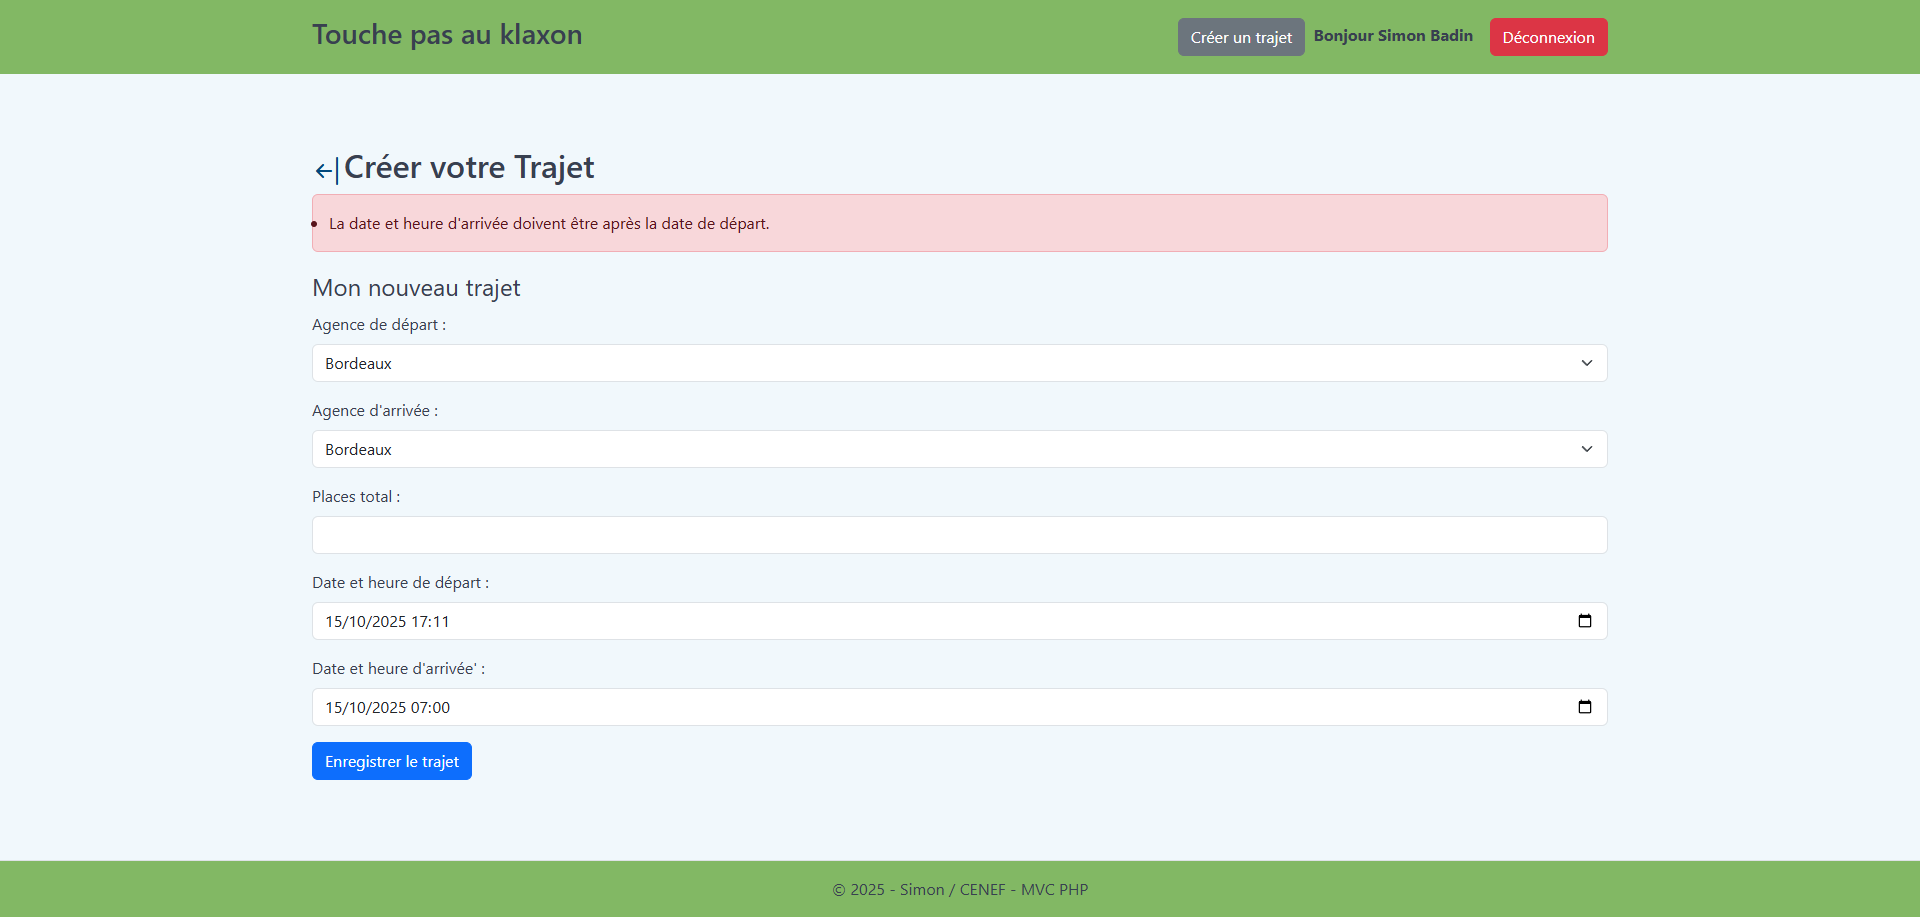 Touche pas au klaxon
Créer un trajet
Bonjour Simon Badin
Déconnexion
Créer votre Trajet
La date et heure d'arrivée doivent être après la date de départ.
Mon nouveau trajet
Agence de départ :
Bordeaux
Agence d'arrivée :
Bordeaux
Places total :
Date et heure de départ :
15/10/2025 17:11
Date et heure d'arrivée' :
15/10/2025 07:00
Enregistrer le trajet
© 2025 - Simon / CENEF - MVC PHP